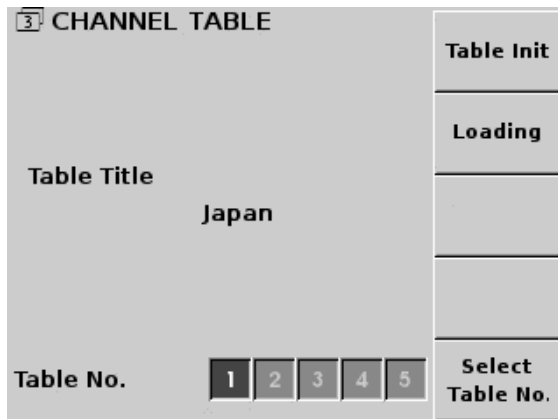 3 CHANNEL TABLE
Table Init
Loading
Table Title
Japan
Table No.
1 2 3 4 5
Select
Table No.